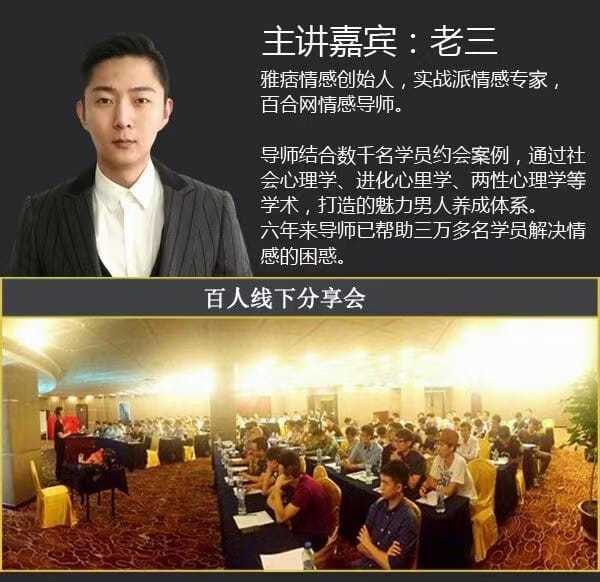 主讲嘉宾：老三
雅痞情感创始人，实战派情感专家，
百合网情感导师。
导师结合数千名学员约会案例，通过社
会心理学、进化心里学、两性心理学等
学术，打造的魅力男人养成体系。
六年来导师已帮助三万多名学员解决情
感的困惑。
百人线下分享会